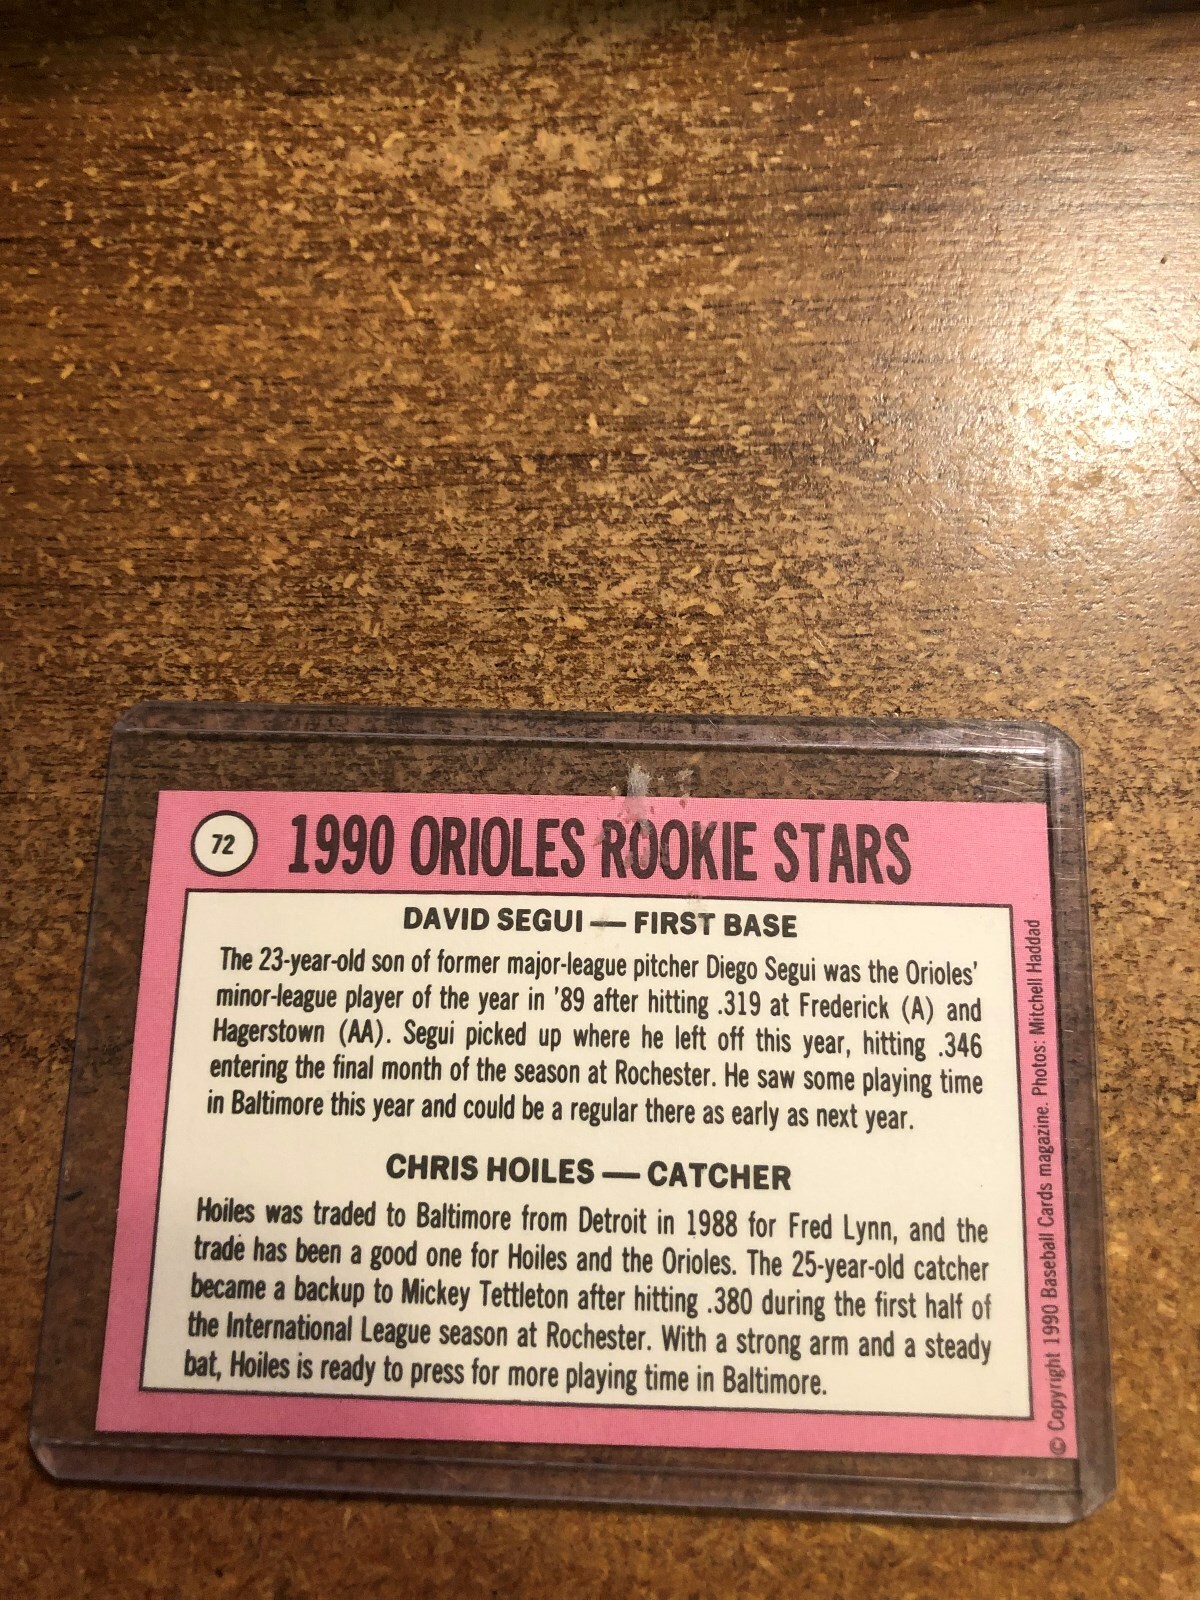 72
1990 ORIOLES ROOKIE STARS
DAVID SEGUI — FIRST BASE
The 23-year-old son of former major-league pitcher Diego Segui was the Orioles'
minor-league player of the year in '89 after hitting .319 at Frederick (A) and
Hagerstown (AA). Segui picked up where he left off this year, hitting .346
entering the final month of the season at Rochester. He saw some playing time
in Baltimore this year and could be a regular there as early as next year.
CHRIS HOILES — CATCHER
Hoiles was traded to Baltimore from Detroit in 1988 for Fred Lynn, and the
trade has been a good one for Hoiles and the Orioles. The 25-year-old catcher
became a backup to Mickey Tettleton after hitting .380 during the first half of
the International League season at Rochester. With a strong arm and a steady
bat, Hoiles is ready to press for more playing time in Baltimore.
© Copyright 1990 Baseball Cards magazine. Photos: Mitchell Haddad